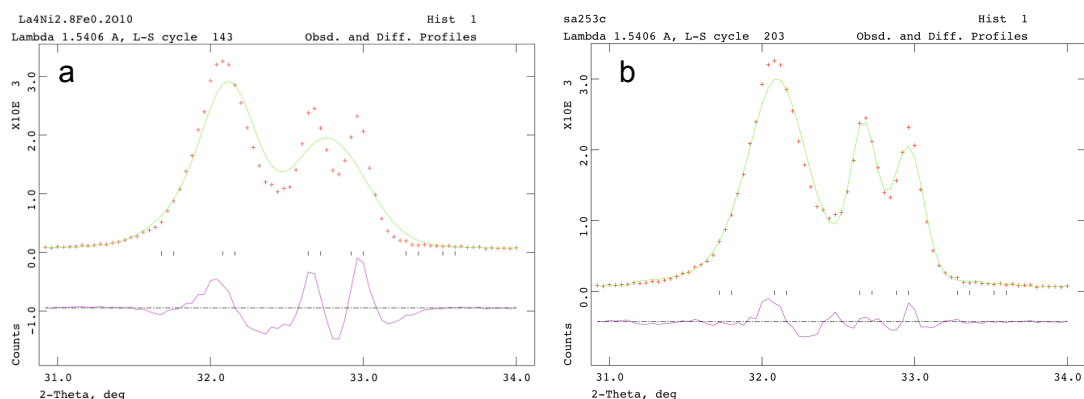 La4Ni2.8Fe0.2O10 Hist 1
Lambda 1.5406 A, L-S cycle 143 Obsd. and Diff. Profiles
a
X10E 3
3.0
2.0
1.0
0.0
-1.0
Counts
31.0 32.0 33.0 34.0
2-Theta, deg
sa253c Hist 1
Lambda 1.5406 A, L-S cycle 203 Obsd. and Diff. Profiles
b
X10E 3
3.0
2.0
1.0
0.0
Counts
31.0 32.0 33.0 34.0
2-Theta, deg